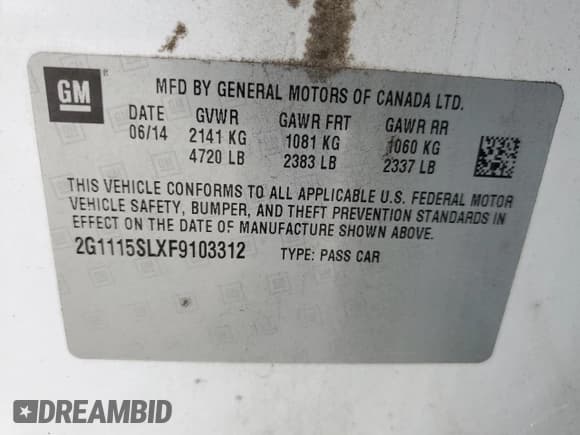 GM
MFD BY GENERAL MOTORS OF CANADA LTD.
DATE GVWR GAWR FRT GAWR RR
06/14 2141 KG 1081 KG 1060 KG
4720 LB 2383 LB 2337 LB
THIS VEHICLE CONFORMS TO ALL APPLICABLE U.S. FEDERAL MOTOR
VEHICLE SAFETY, BUMPER, AND THEFT PREVENTION STANDARDS IN
EFFECT ON THE DATE OF MANUFACTURE SHOWN ABOVE.
2G1115SLXF9103312 TYPE: PASS CAR
DREAMBID